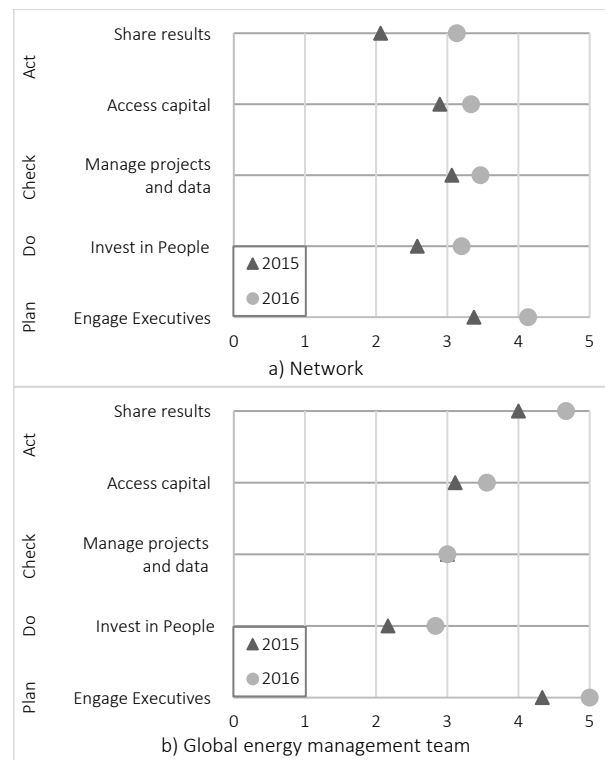 Share results
Act
Access capital
Check
Manage projects
and data
Do
Invest in People
2015
2016
Plan
Engage Executives
0 1 2 3 4 5
a) Network
Share results
Act
Access capital
Check
Manage projects
and data
Do
Invest in People
2015
2016
Plan
Engage Executives
0 1 2 3 4 5
b) Global energy management team